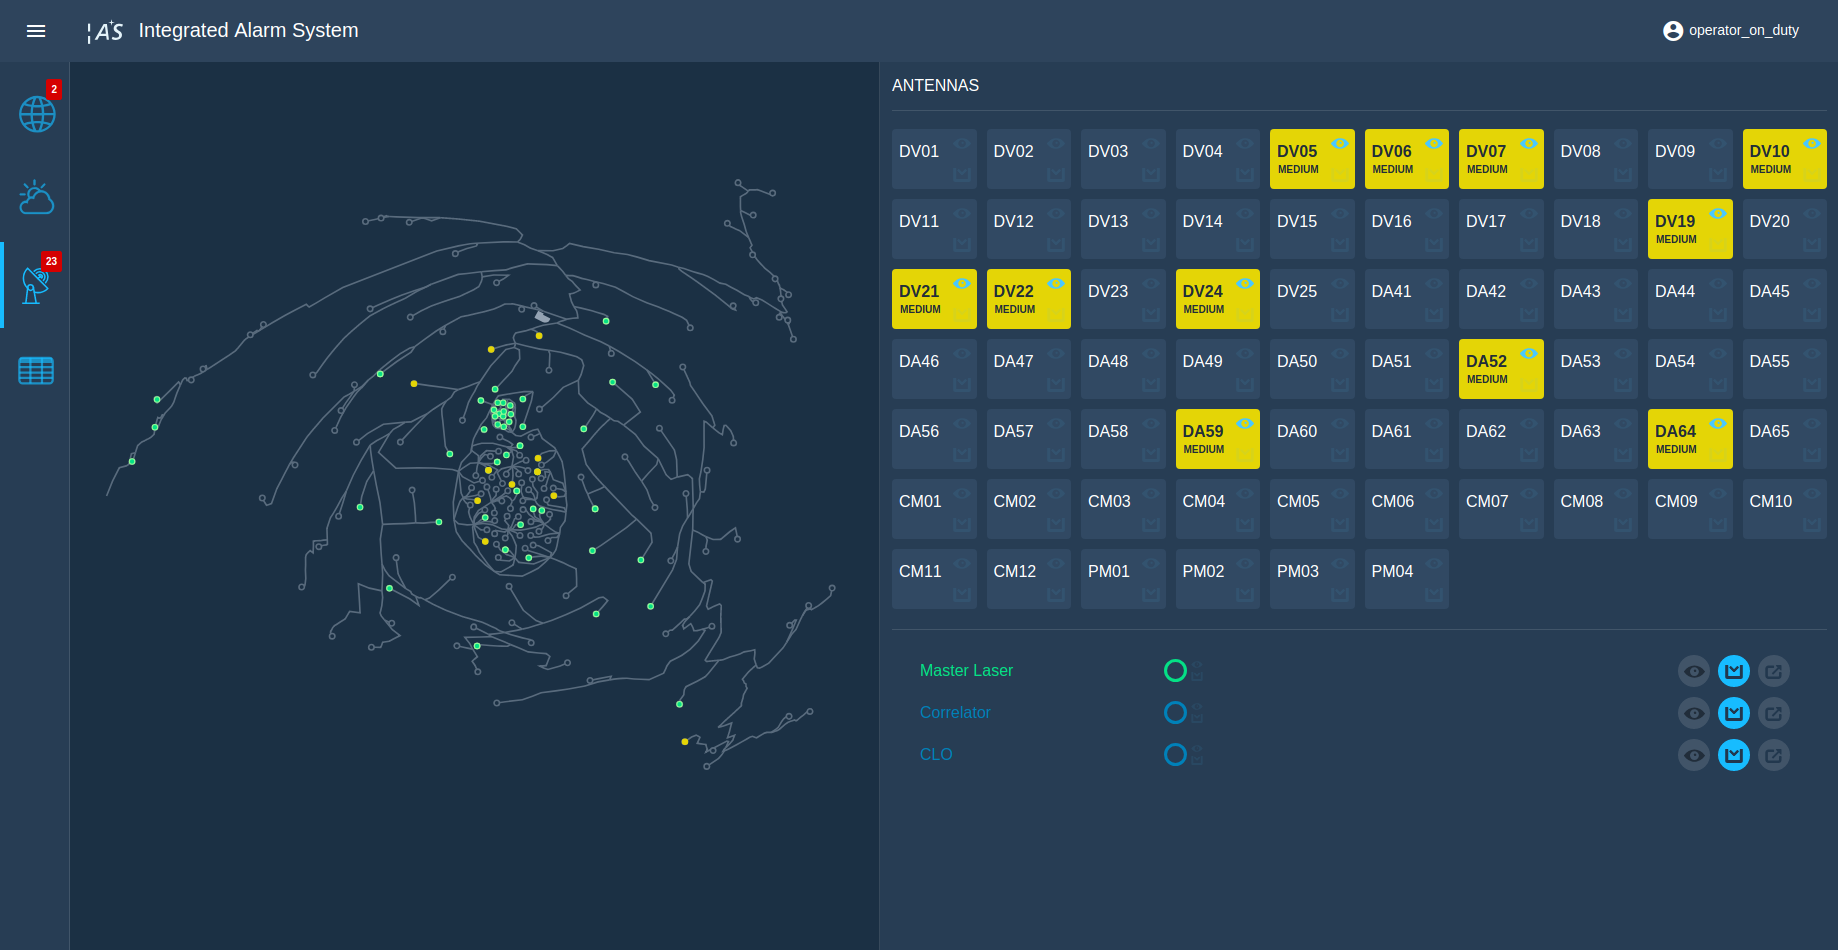 IAS Integrated Alarm System
operator_on_duty
2
23
ANTENNAS
DV01 DV02 DV03 DV04 DV05 DV06 DV07 DV08 DV09 DV10
MEDIUM MEDIUM MEDIUM MEDIUM
DV11 DV12 DV13 DV14 DV15 DV16 DV17 DV18 DV19 DV20
MEDIUM
DV21 DV22 DV23 DV24 DV25 DA41 DA42 DA43 DA44 DA45
MEDIUM MEDIUM MEDIUM
DA46 DA47 DA48 DA49 DA50 DA51 DA52 DA53 DA54 DA55
MEDIUM
DA56 DA57 DA58 DA59 DA60 DA61 DA62 DA63 DA64 DA65
MEDIUM MEDIUM
CM01 CM02 CM03 CM04 CM05 CM06 CM07 CM08 CM09 CM10
CM11 CM12 PM01 PM02 PM03 PM04
Master Laser
Correlator
CLO